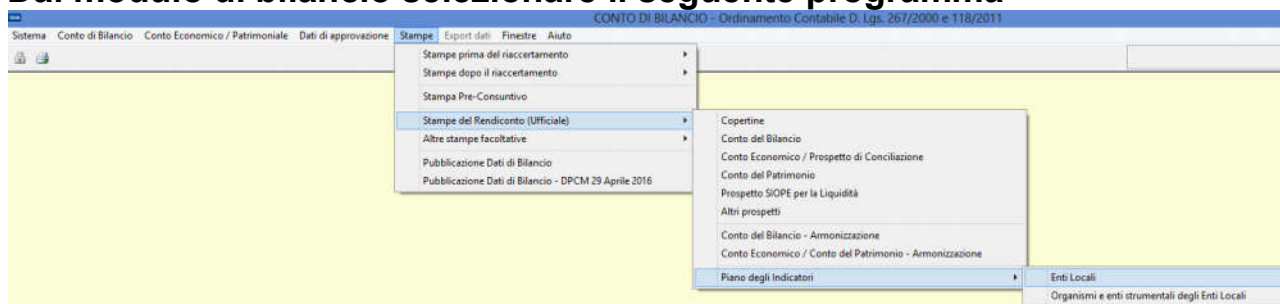 Dal modulo di bilancio selezionare il seguente programma
CONTO DI BILANCIO - Ordinamento Contabile D. Lgs. 267/2000 e 118/2011
Sistema Conto di Bilancio Conto Economico / Patrimoniale Dati di approvazione Stampe Export dati Finestre Aiuto
Stampe prima del riaccertamento
Stampe dopo il riaccertamento
Stampa Pre-Consuntivo
Stampe del Rendiconto (Ufficiale)
Altre stampe facoltative
Pubblicazione Dati di Bilancio
Pubblicazione Dati di Bilancio - DPCM 29 Aprile 2016
Copertine
Conto del Bilancio
Conto Economico / Prospetto di Conciliazione
Conto del Patrimonio
Prospetto SIOPE per la Liquidità
Altri prospetti
Conto del Bilancio - Armonizzazione
Conto Economico / Conto del Patrimonio - Armonizzazione
Piano degli Indicatori
Enti Locali
Organismi e enti strumentali degli Enti Locali